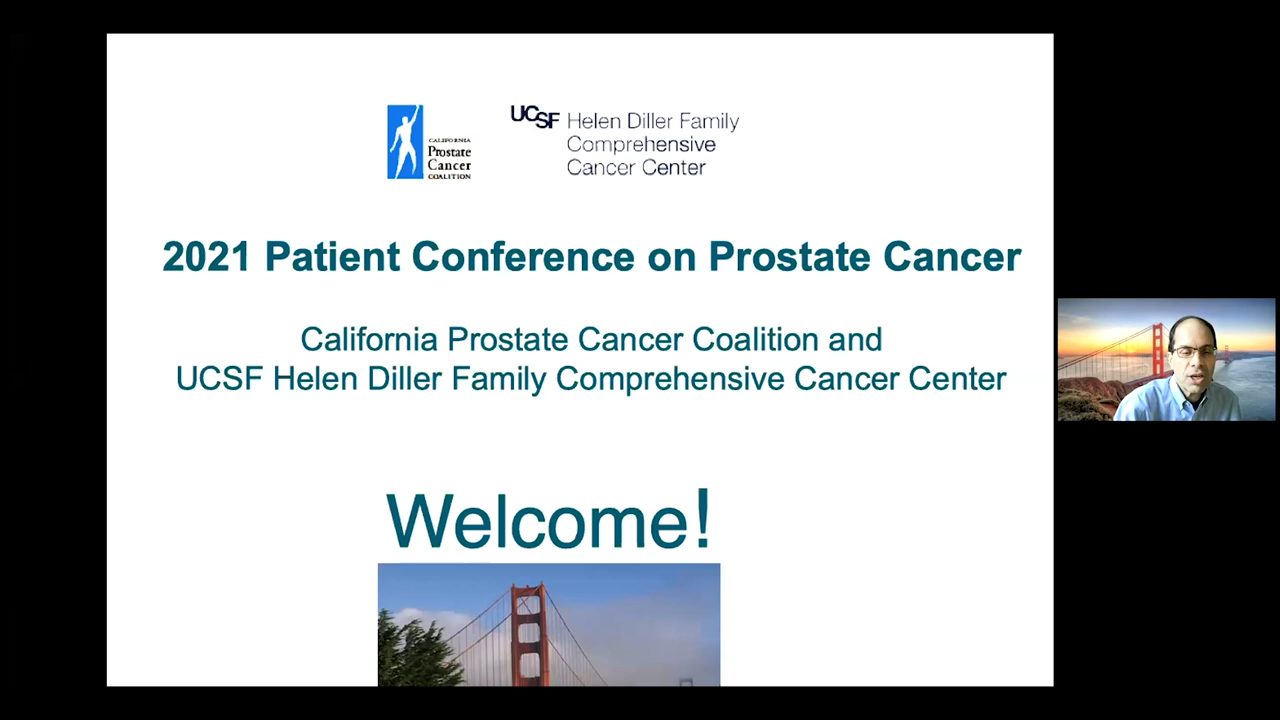 CALIFORNIA
Prostate
Cancer
COALITION
UCSF Helen Diller Family
Comprehensive
Cancer Center
2021 Patient Conference on Prostate Cancer
California Prostate Cancer Coalition and
UCSF Helen Diller Family Comprehensive Cancer Center
Welcome!